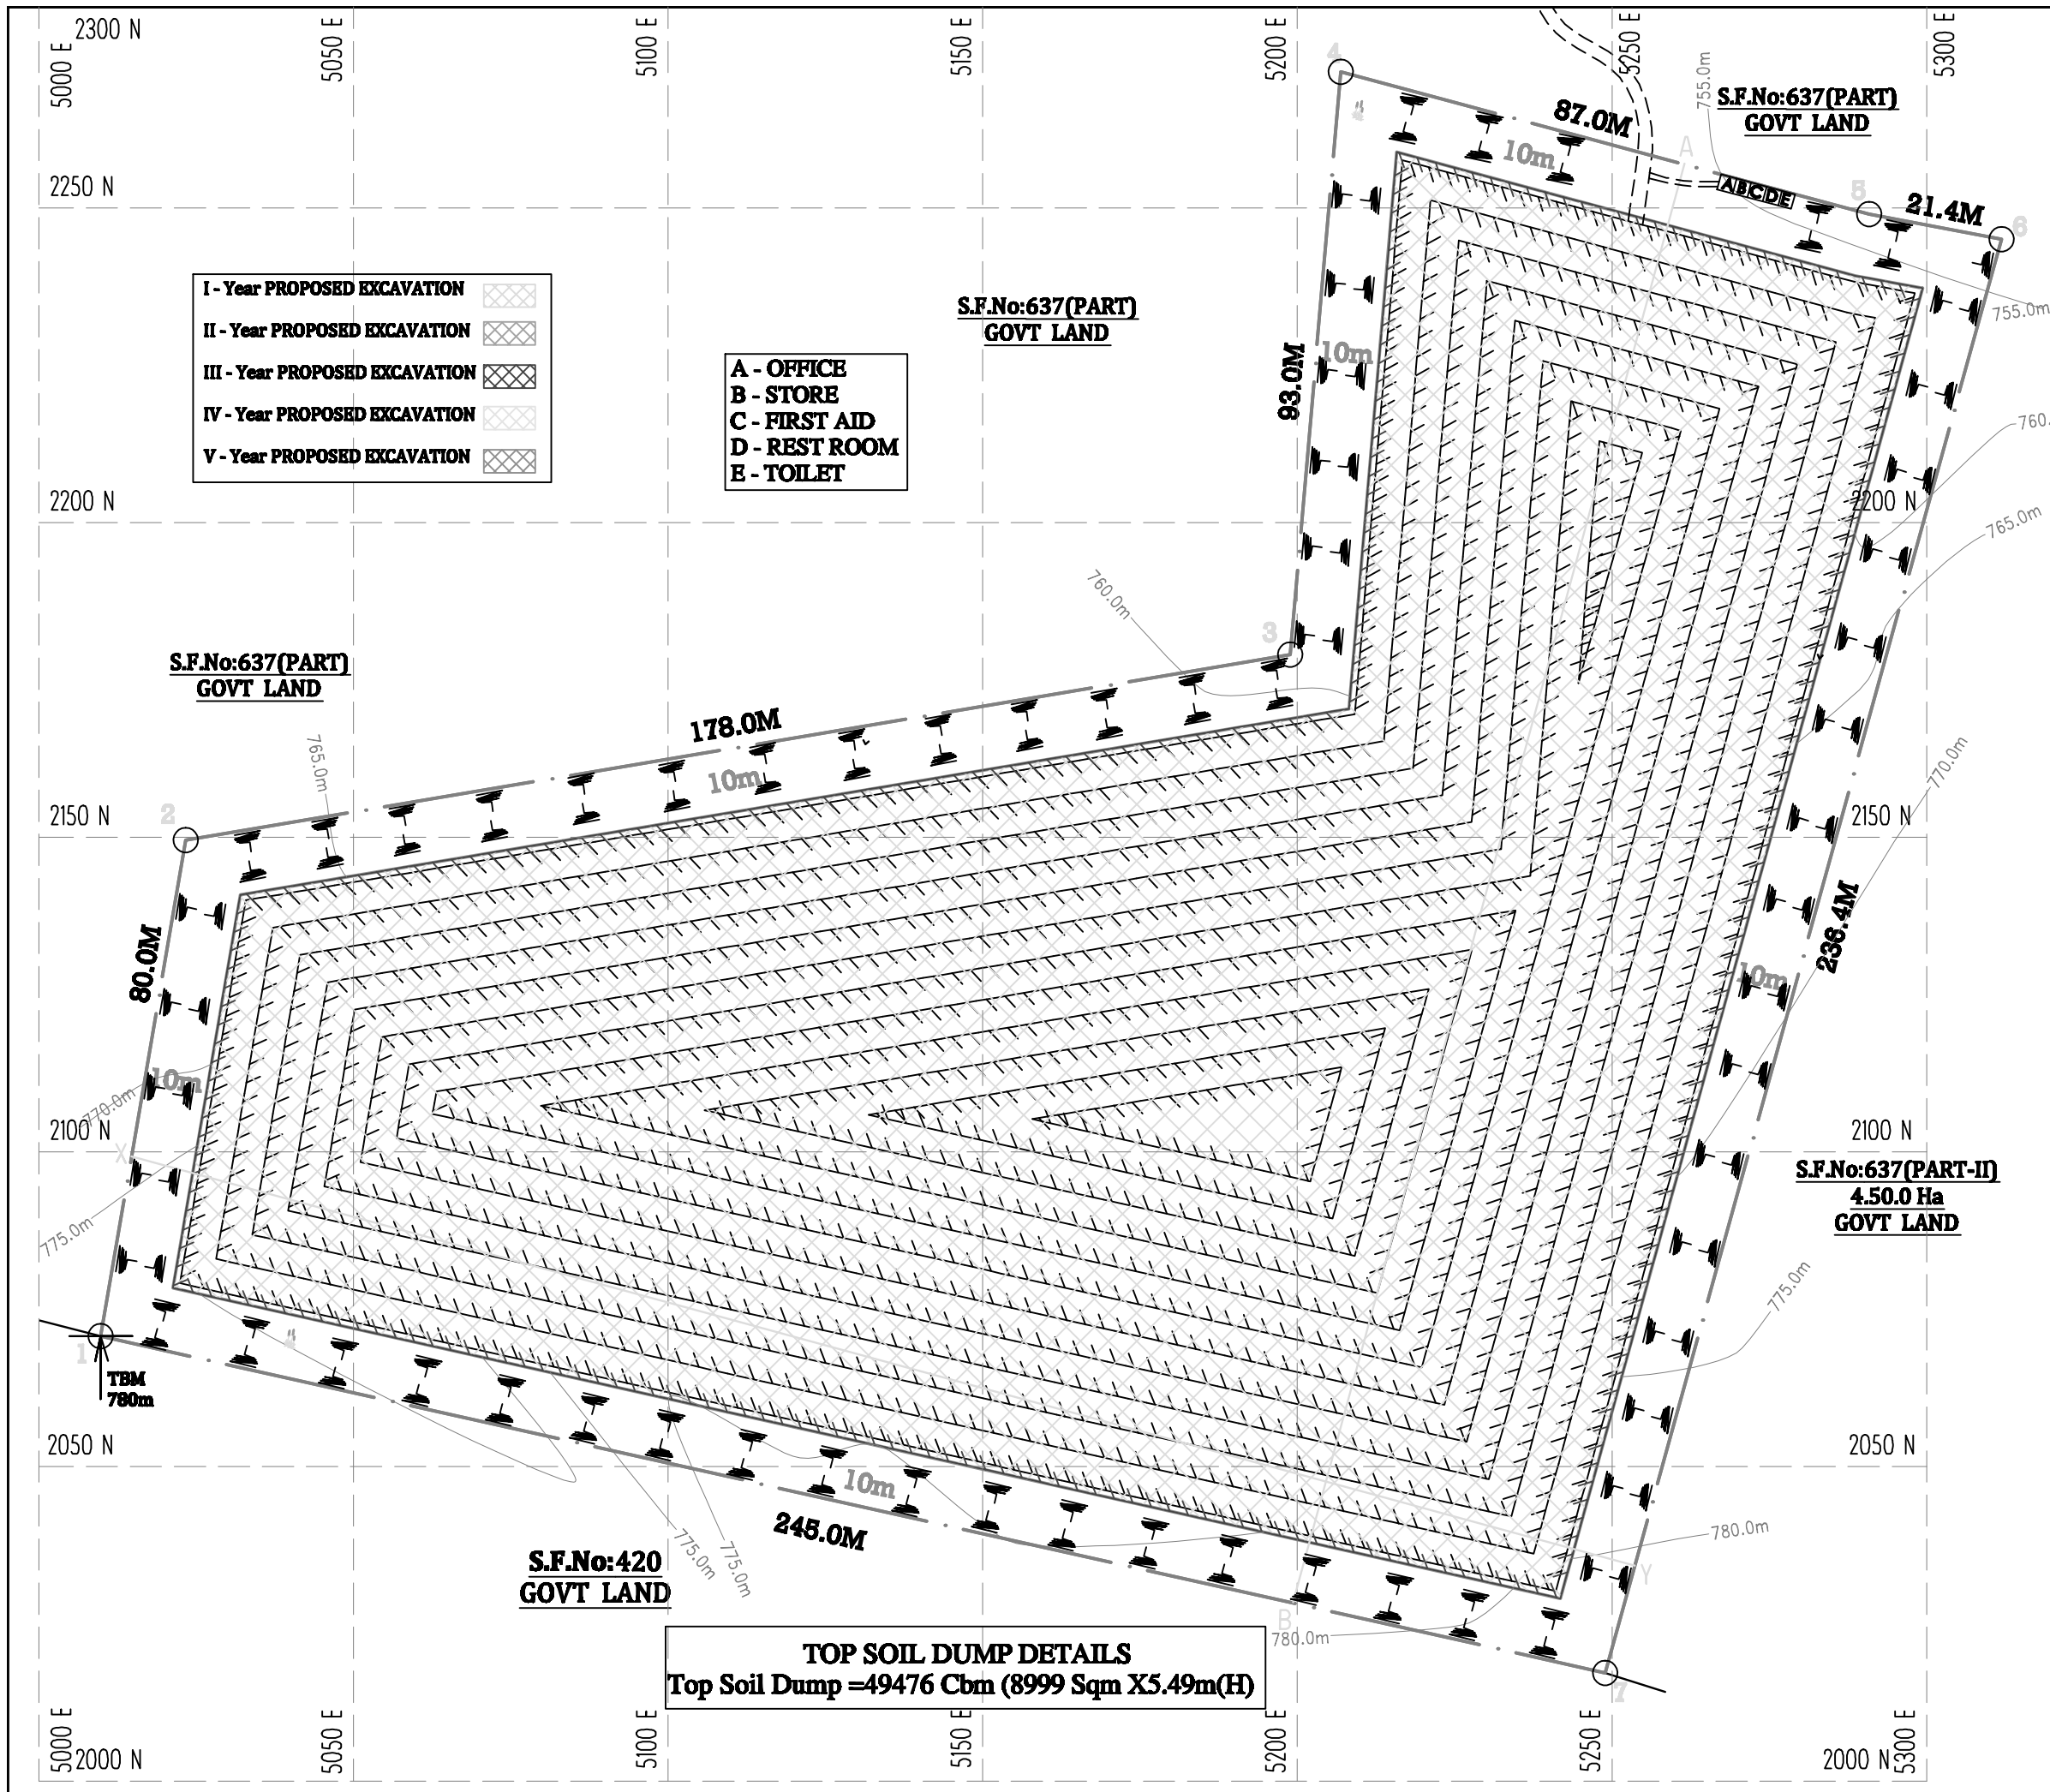 2300 N
5000 E
5050 E
5100 E
5150 E
5200 E
5250 E
5300 E
4
4
87.0M
10m
A
755.0m
S.F.No:637(PART)
GOVT LAND
ABCDE
5
21.4M
6
2250 N
755.0m
I - Year PROPOSED EXCAVATION
II - Year PROPOSED EXCAVATION
III - Year PROPOSED EXCAVATION
IV - Year PROPOSED EXCAVATION
V - Year PROPOSED EXCAVATION
S.F.No:637(PART)
GOVT LAND
A - OFFICE
B - STORE
C - FIRST AID
D - REST ROOM
E - TOILET
93.0M
10m
760.
2200 N
2200 N
765.0m
760.0m
3
S.F.No:637(PART)
GOVT LAND
178.0M
10m
765.0m
770.0m
2
2150 N
2150 N
80.0M
236.4M
10m
10m
770.0m
2100 N
2100 N
X
S.F.No:637(PART-II)
4.50.0 Ha
GOVT LAND
775.0m
775.0m
1
4
TBM
780m
2050 N
2050 N
10m
245.0M
780.0m
775.0m
775.0m
S.F.No:420
GOVT LAND
Y
B
780.0m
7
TOP SOIL DUMP DETAILS
Top Soil Dump =49476 Cbm (8999 Sqm X5.49m(H)
5000 E
5050 E
5100 E
5150 E
5200 E
5250 E
5300 E
2000 N
2000 N